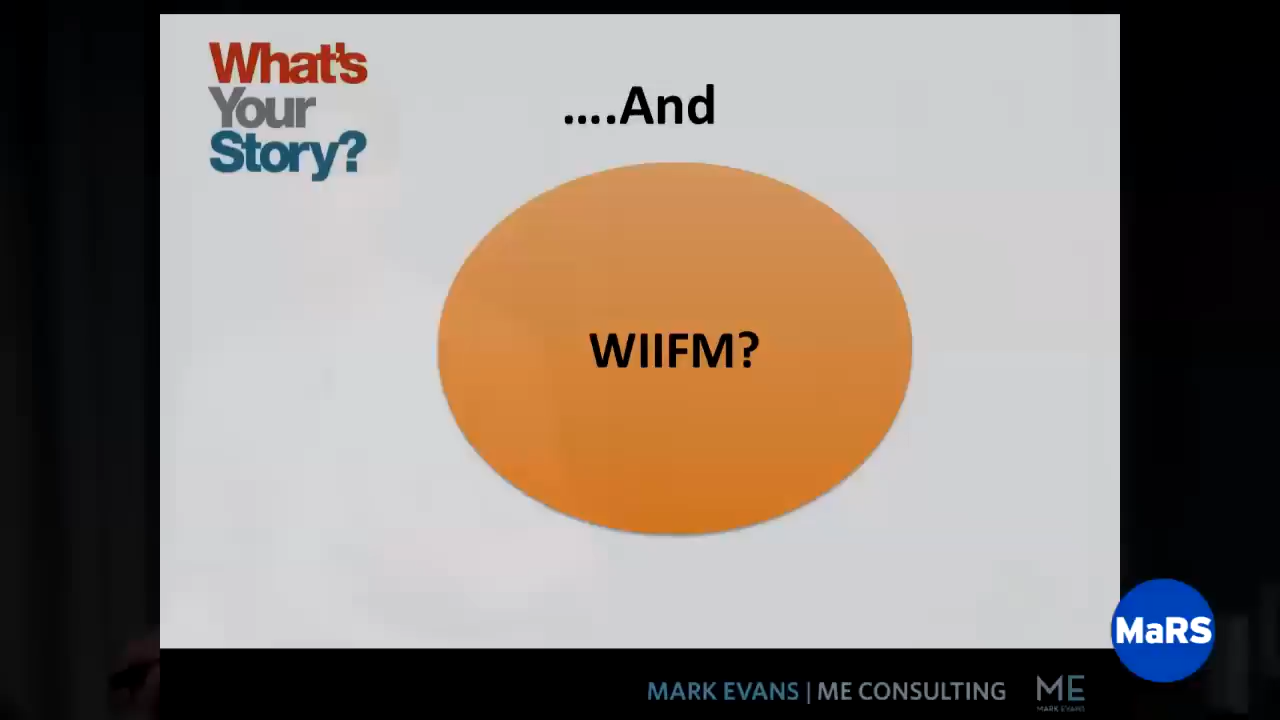 What's
Your
Story?
....And
WIIFM?
MaRS
MARK EVANS | ME CONSULTING
ME
MARK EVANS